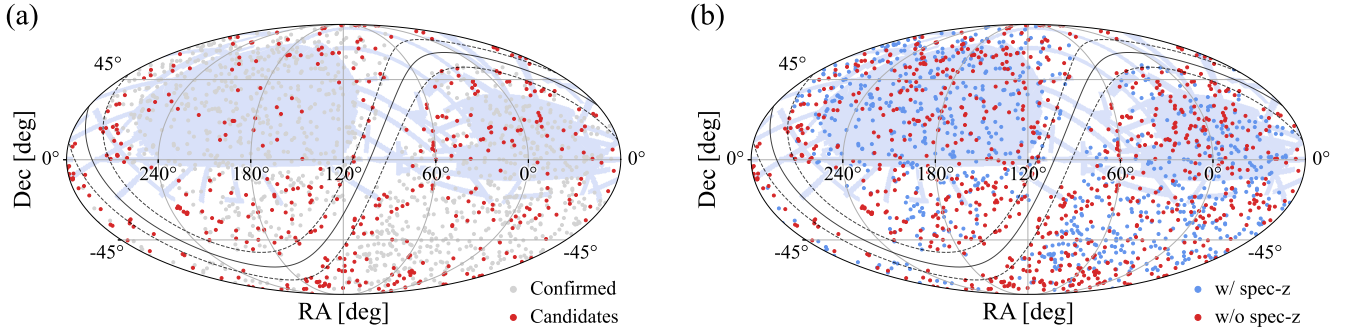 (a)
45°
0°
0°
240°
180°
120°
60°
0°
-45°
-45°
Dec [deg]
RA [deg]
Confirmed
Candidates
(b)
45°
0°
0°
240°
180°
120°
60°
0°
-45°
-45°
Dec [deg]
RA [deg]
w/ spec-z
w/o spec-z